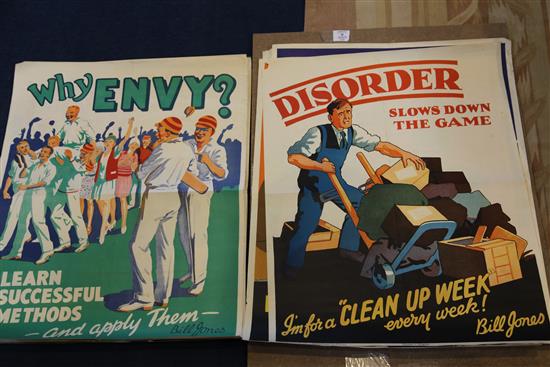 Why ENVY?
LEARN
SUCCESSFUL
METHODS
- and apply Them -
Bill Jones
DISORDER
SLOWS DOWN
THE GAME
I'm for a "CLEAN UP WEEK"
every week!
Bill Jones